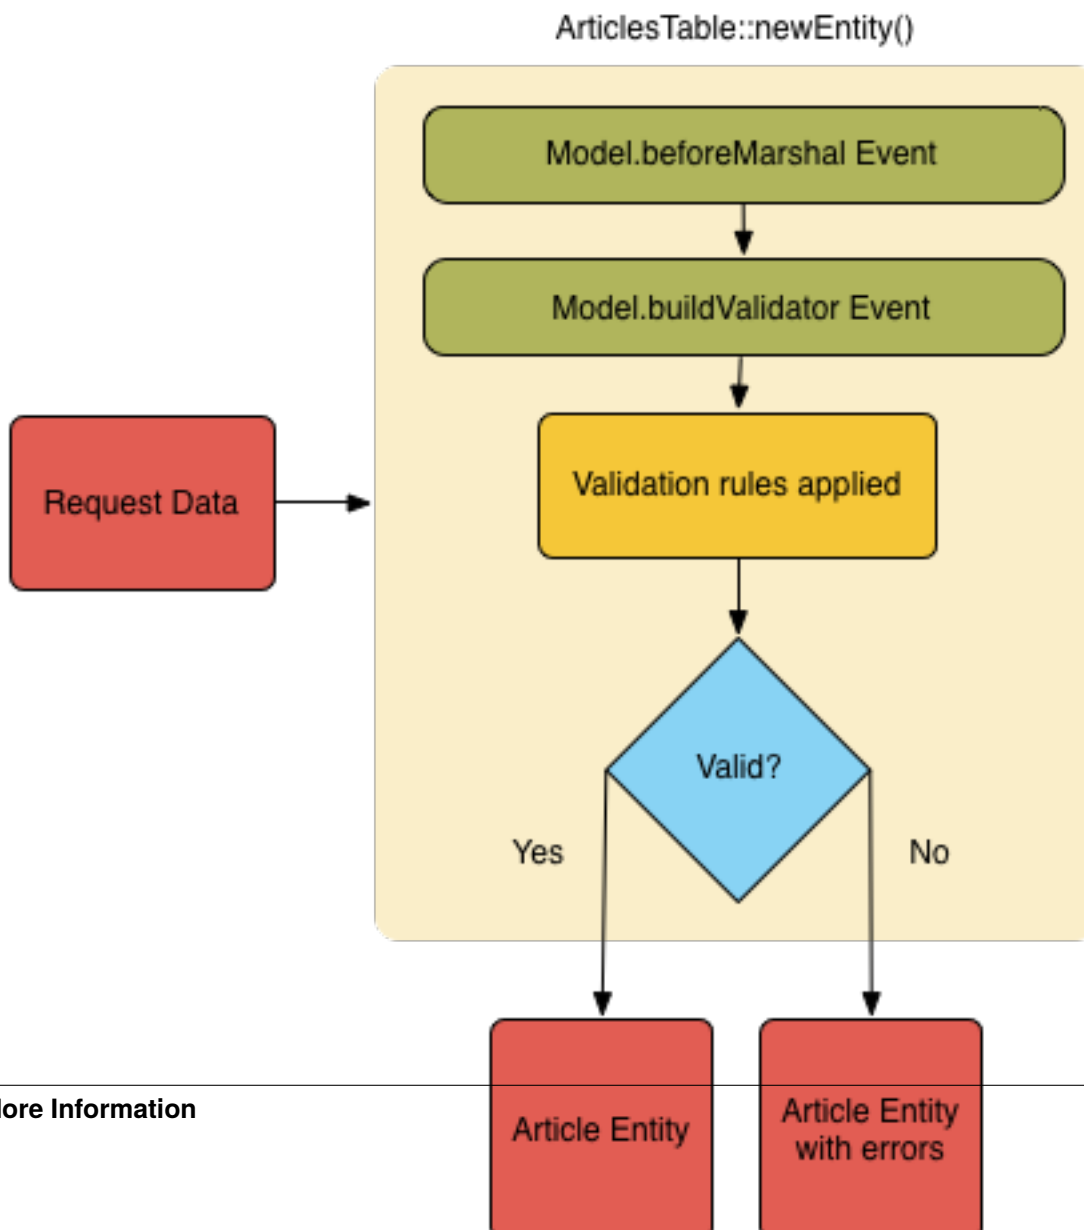 ArticlesTable::newEntity()
Model.beforeMarshal Event
Model.buildValidator Event
Validation rules applied
Request Data
Valid?
Yes
No
Article Entity
Article Entity
with errors
Information